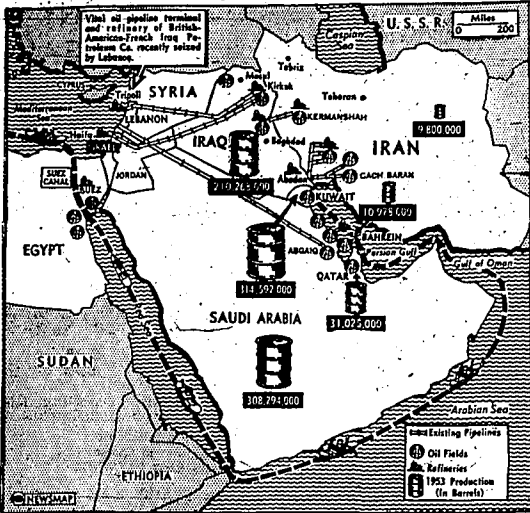 Vital oil pipeline terminal
and refinery of British-
American-French Iraq Pe-
troleum Co. recently seized
by Lebanon.
U.S.S.R.
Miles
0 200
Caspian
Sea
Tabriz
Mosul
Kirkuk
Teheran
CYPRUS
Tripoli
SYRIA
LEBANON
Mediterranean
Sea
KERMANSHAH
9 800 000
Haifa
IRAQ
Baghdad
IRAN
SUEZ
CANAL
SUEZ
JORDAN
Abadan
GACH SARAN
KUWAIT
10 978 000
BAHREIN
Persian Gulf
EGYPT
ABQAIQ
Gulf of Oman
QATAR
314 592 000
31 025 000
SAUDI ARABIA
SUDAN
308 294 000
Arabian Sea
Existing Pipelines
Oil Fields
Refineries
1953 Production
(In Barrels)
ETHIOPIA
NEWSMAP